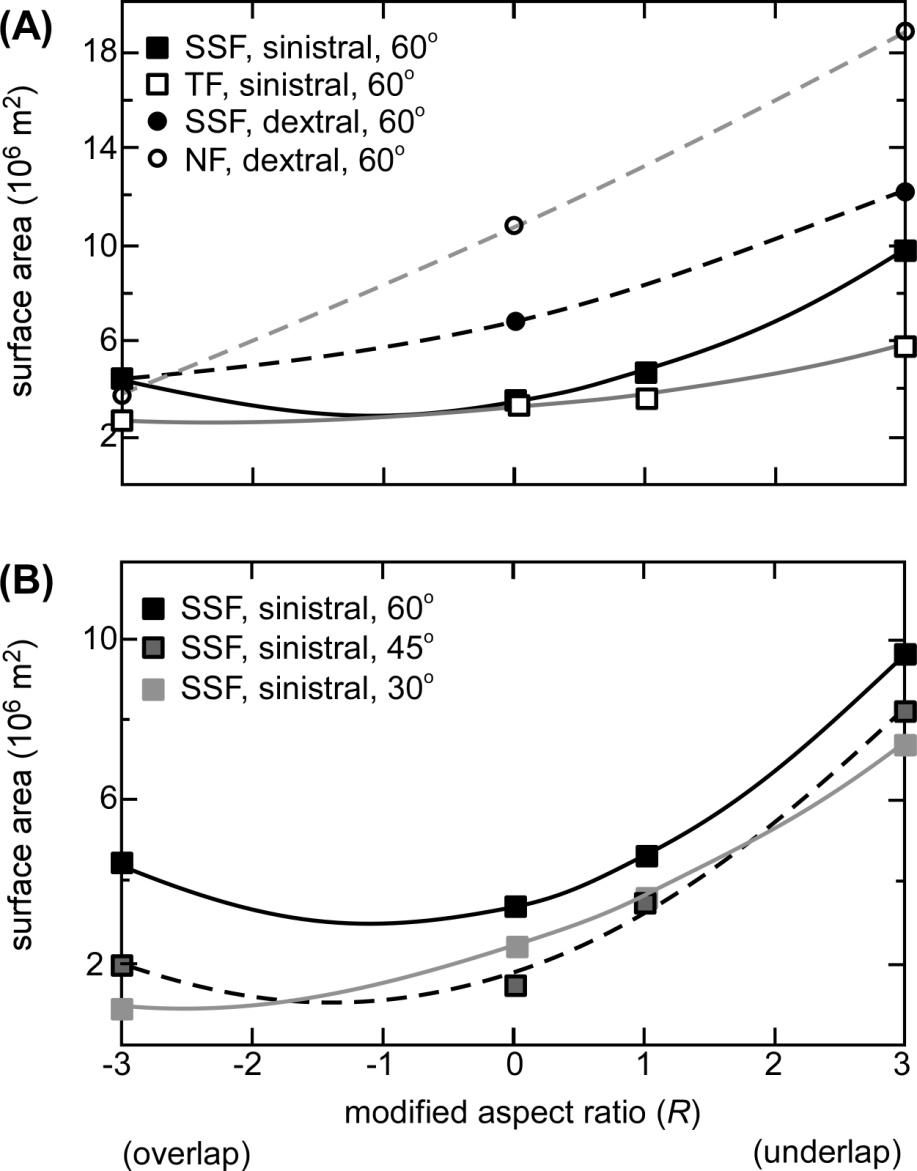 (A)
SSF, sinistral, 60°
TF, sinistral, 60°
SSF, dextral, 60°
NF, dextral, 60°
18
14
10
6
2
surface area (10⁶ m²)
(B)
SSF, sinistral, 60°
SSF, sinistral, 45°
SSF, sinistral, 30°
10
6
2
surface area (10⁶ m²)
-3 -2 -1 0 1 2 3
modified aspect ratio (R)
(overlap) (underlap)